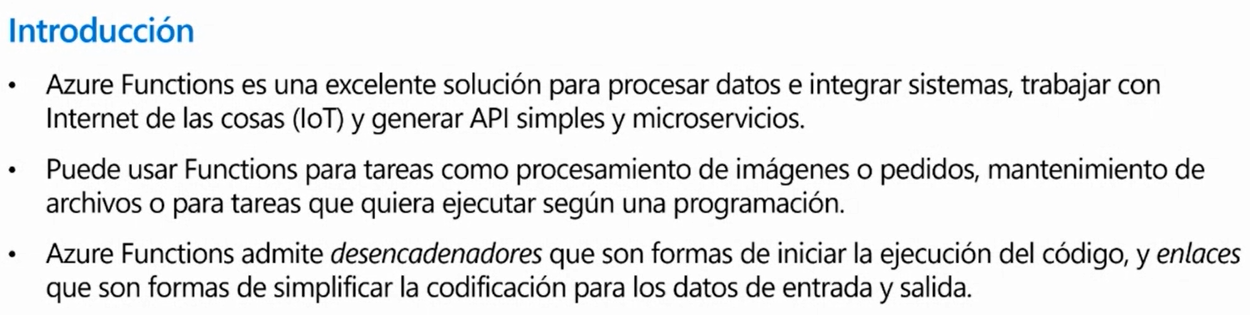 Introducción
• Azure Functions es una excelente solución para procesar datos e integrar sistemas, trabajar con
Internet de las cosas (IoT) y generar API simples y microservicios.
• Puede usar Functions para tareas como procesamiento de imágenes o pedidos, mantenimiento de
archivos o para tareas que quiera ejecutar según una programación.
• Azure Functions admite desencadenadores que son formas de iniciar la ejecución del código, y enlaces
que son formas de simplificar la codificación para los datos de entrada y salida.